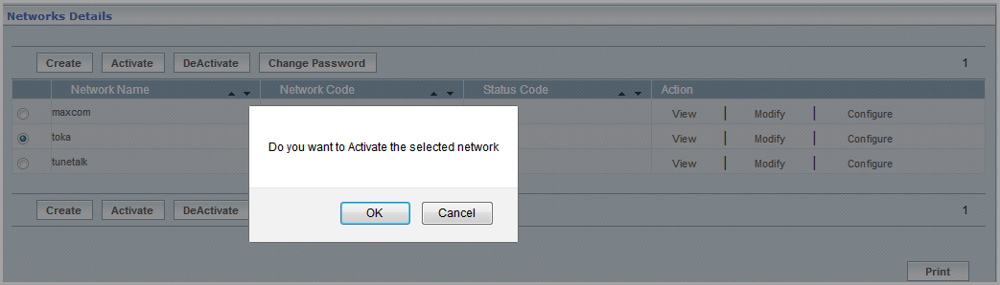 Networks Details
Create Activate DeActivate Change Password 1
Network Name Network Code Status Code Action
maxcom View | Modify | Configure
toka View | Modify | Configure
tunetalk View | Modify | Configure
Do you want to Activate the selected network
OK Cancel
Create Activate DeActivate 1
Print